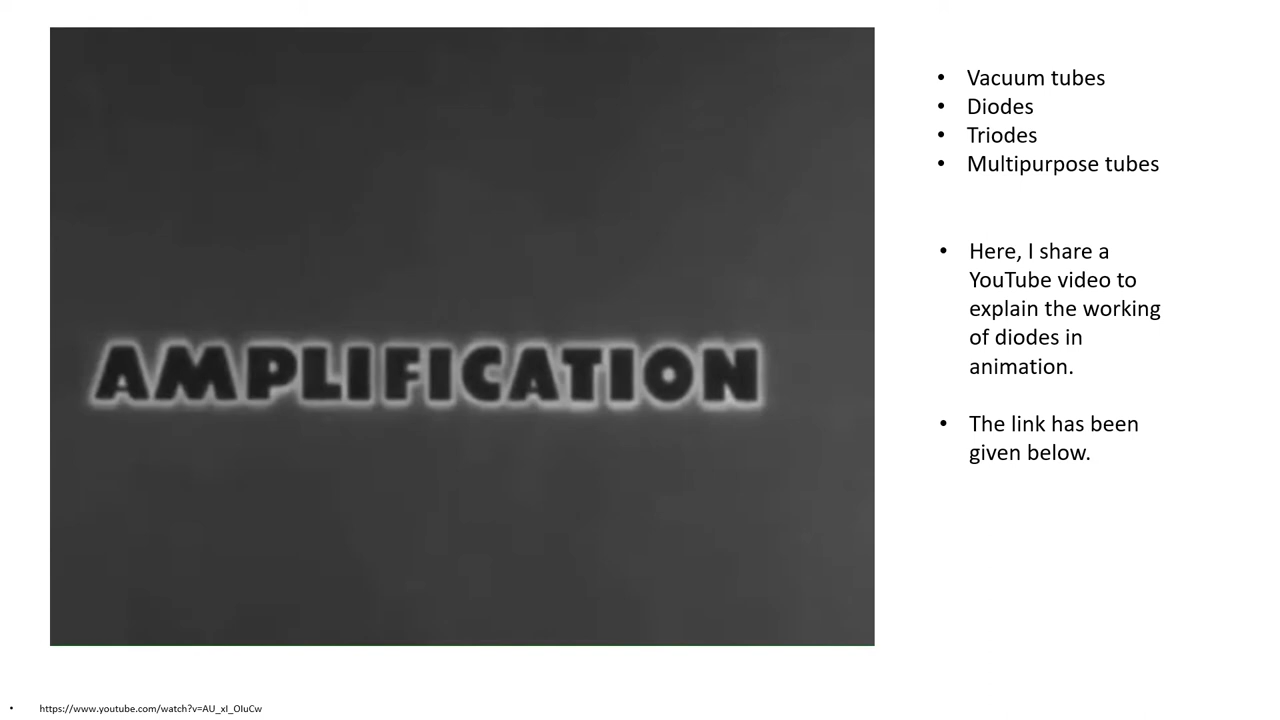 AMPLIFICATION
• Vacuum tubes
• Diodes
• Triodes
• Multipurpose tubes
• Here, I share a
YouTube video to
explain the working
of diodes in
animation.
• The link has been
given below.
• https://www.youtube.com/watch?v=AU_xI_OIuCw